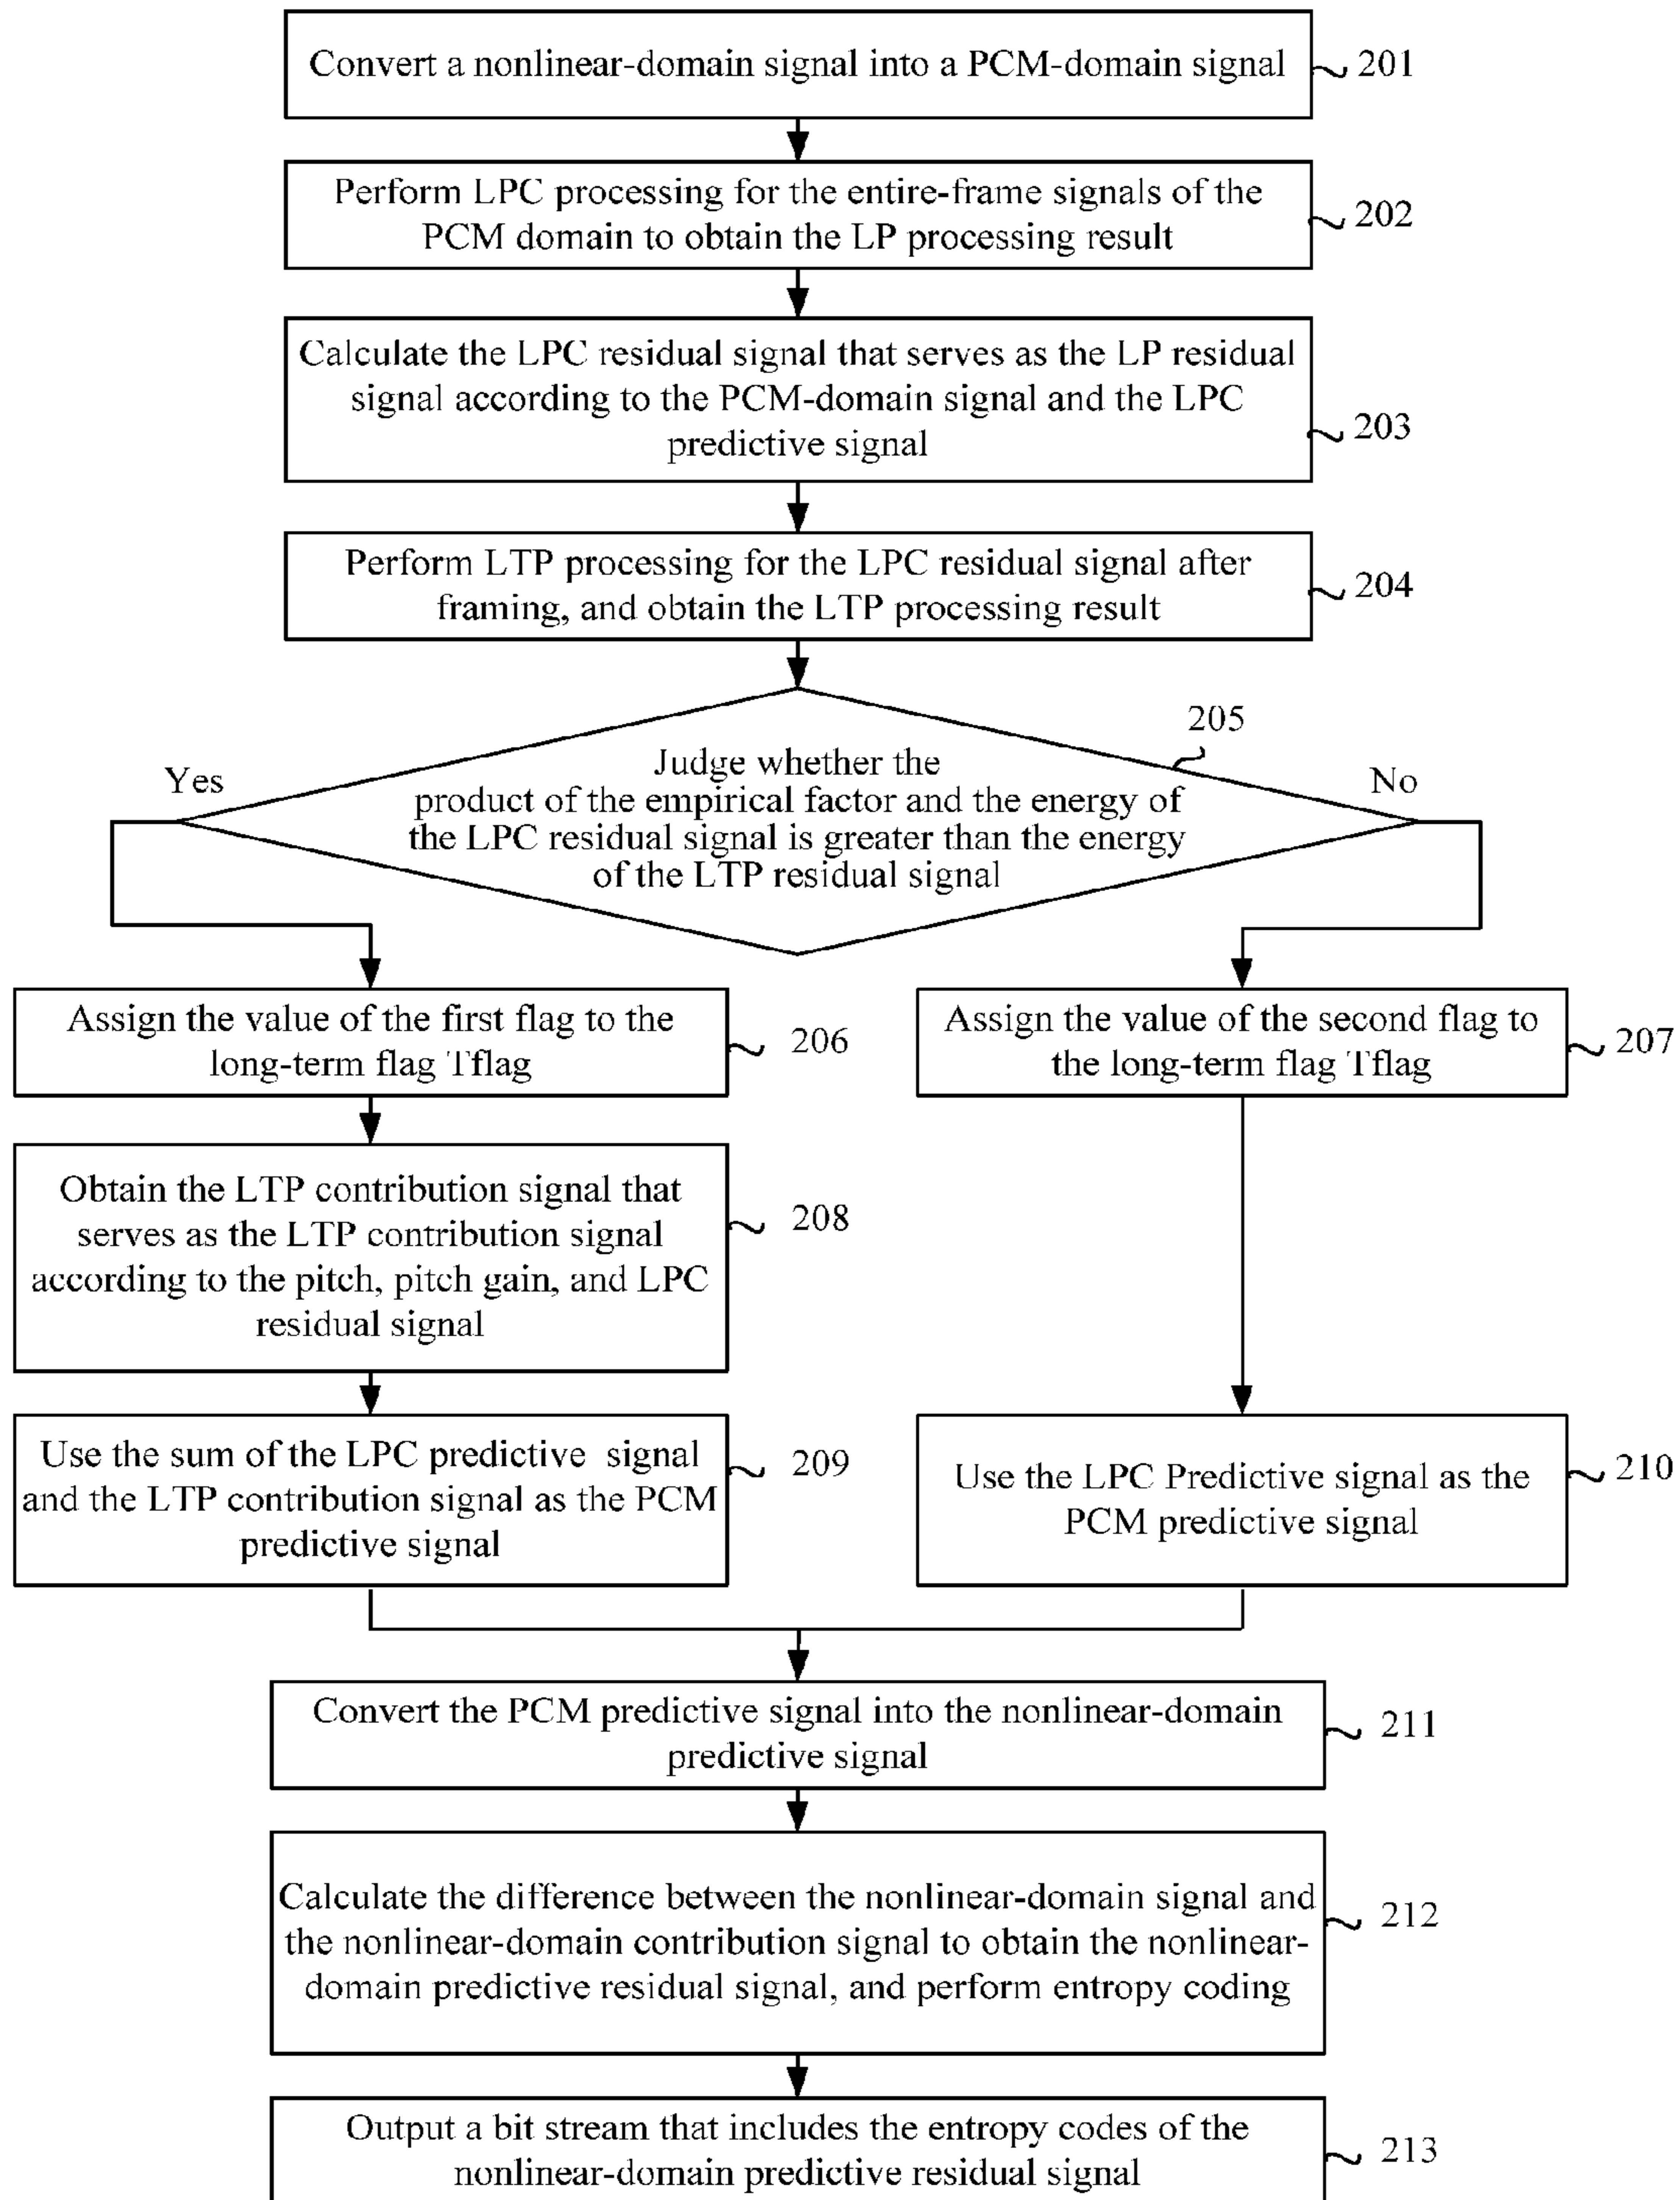 Convert a nonlinear-domain signal into a PCM-domain signal
201
Perform LPC processing for the entire-frame signals of the
PCM domain to obtain the LP processing result
202
Calculate the LPC residual signal that serves as the LP residual
signal according to the PCM-domain signal and the LPC
predictive signal
203
Perform LTP processing for the LPC residual signal after
framing, and obtain the LTP processing result
204
205
Yes
No
Judge whether the
product of the empirical factor and the energy of
the LPC residual signal is greater than the energy
of the LTP residual signal
Assign the value of the first flag to the
long-term flag Tflag
206
Assign the value of the second flag to
the long-term flag Tflag
207
Obtain the LTP contribution signal that
serves as the LTP contribution signal
according to the pitch, pitch gain, and LPC
residual signal
208
Use the sum of the LPC predictive signal
and the LTP contribution signal as the PCM
predictive signal
209
Use the LPC Predictive signal as the
PCM predictive signal
210
Convert the PCM predictive signal into the nonlinear-domain
predictive signal
211
Calculate the difference between the nonlinear-domain signal and
the nonlinear-domain contribution signal to obtain the nonlinear-
domain predictive residual signal, and perform entropy coding
212
Output a bit stream that includes the entropy codes of the
nonlinear-domain predictive residual signal
213